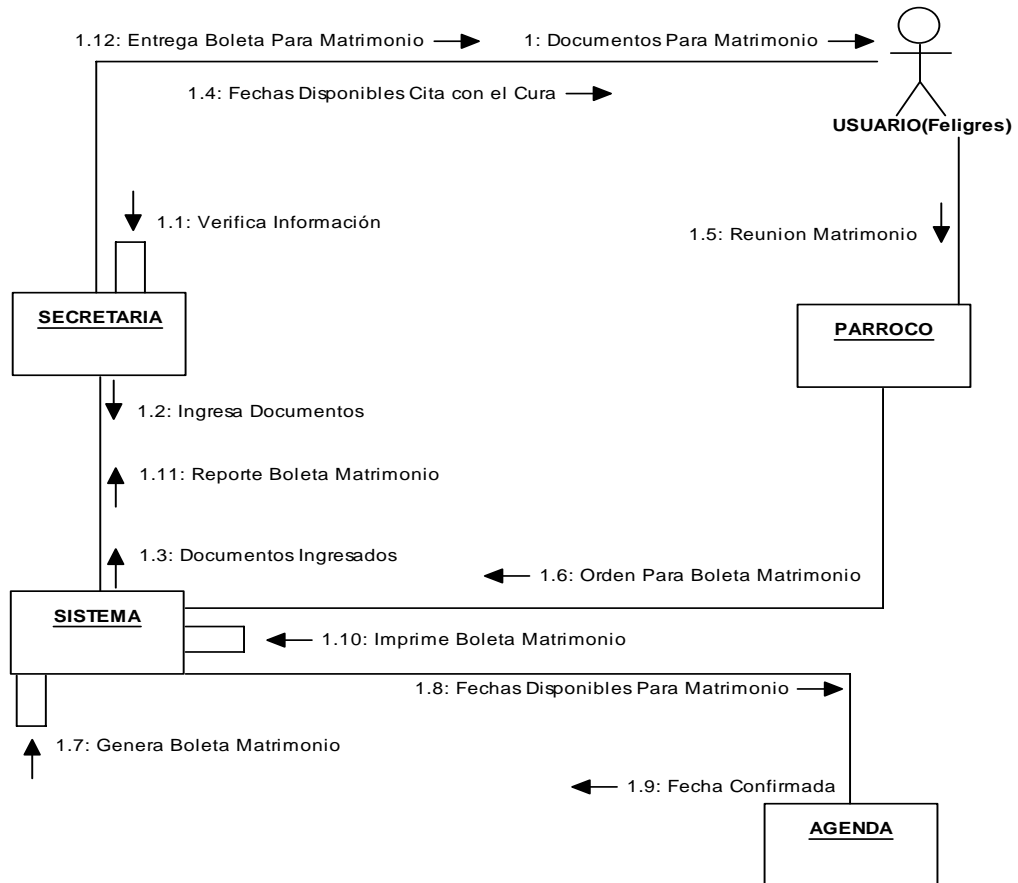 1.12: Entrega Boleta Para Matrimonio
1: Documentos Para Matrimonio
1.4: Fechas Disponibles Cita con el Cura
USUARIO(Feligres)
1.1: Verifica Información
1.5: Reunion Matrimonio
SECRETARIA
PARROCO
1.2: Ingresa Documentos
1.11: Reporte Boleta Matrimonio
1.3: Documentos Ingresados
1.6: Orden Para Boleta Matrimonio
SISTEMA
1.10: Imprime Boleta Matrimonio
1.8: Fechas Disponibles Para Matrimonio
1.7: Genera Boleta Matrimonio
1.9: Fecha Confirmada
AGENDA